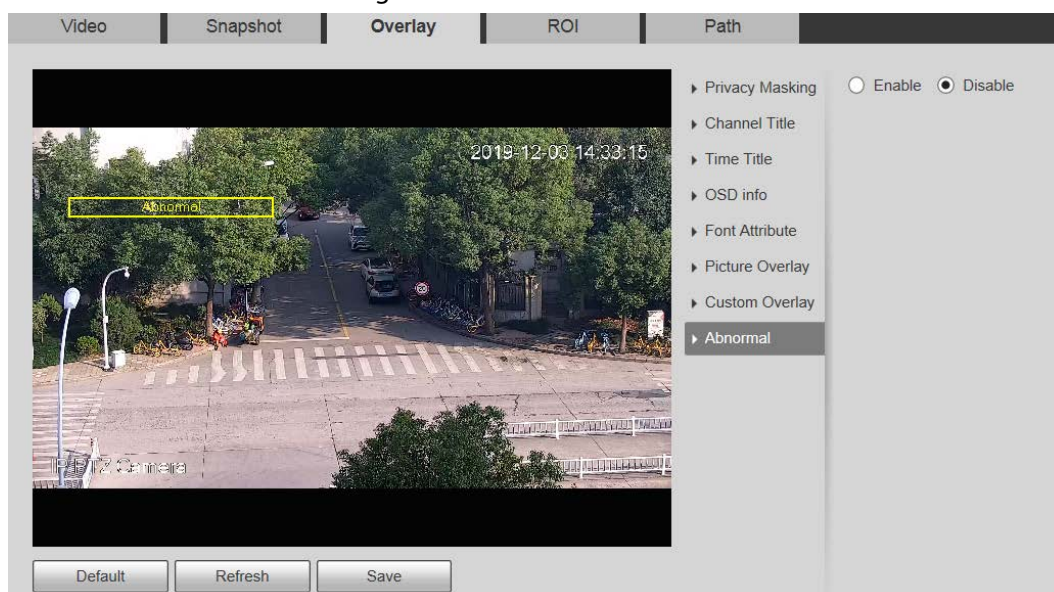 Video Snapshot Overlay ROI Path
Privacy Masking
Enable Disable
Channel Title
2019-12-03 14:33:15
Time Title
OSD info
Abnormal
Font Attribute
Picture Overlay
Custom Overlay
Abnormal
IP PTZ Camera
Default Refresh Save